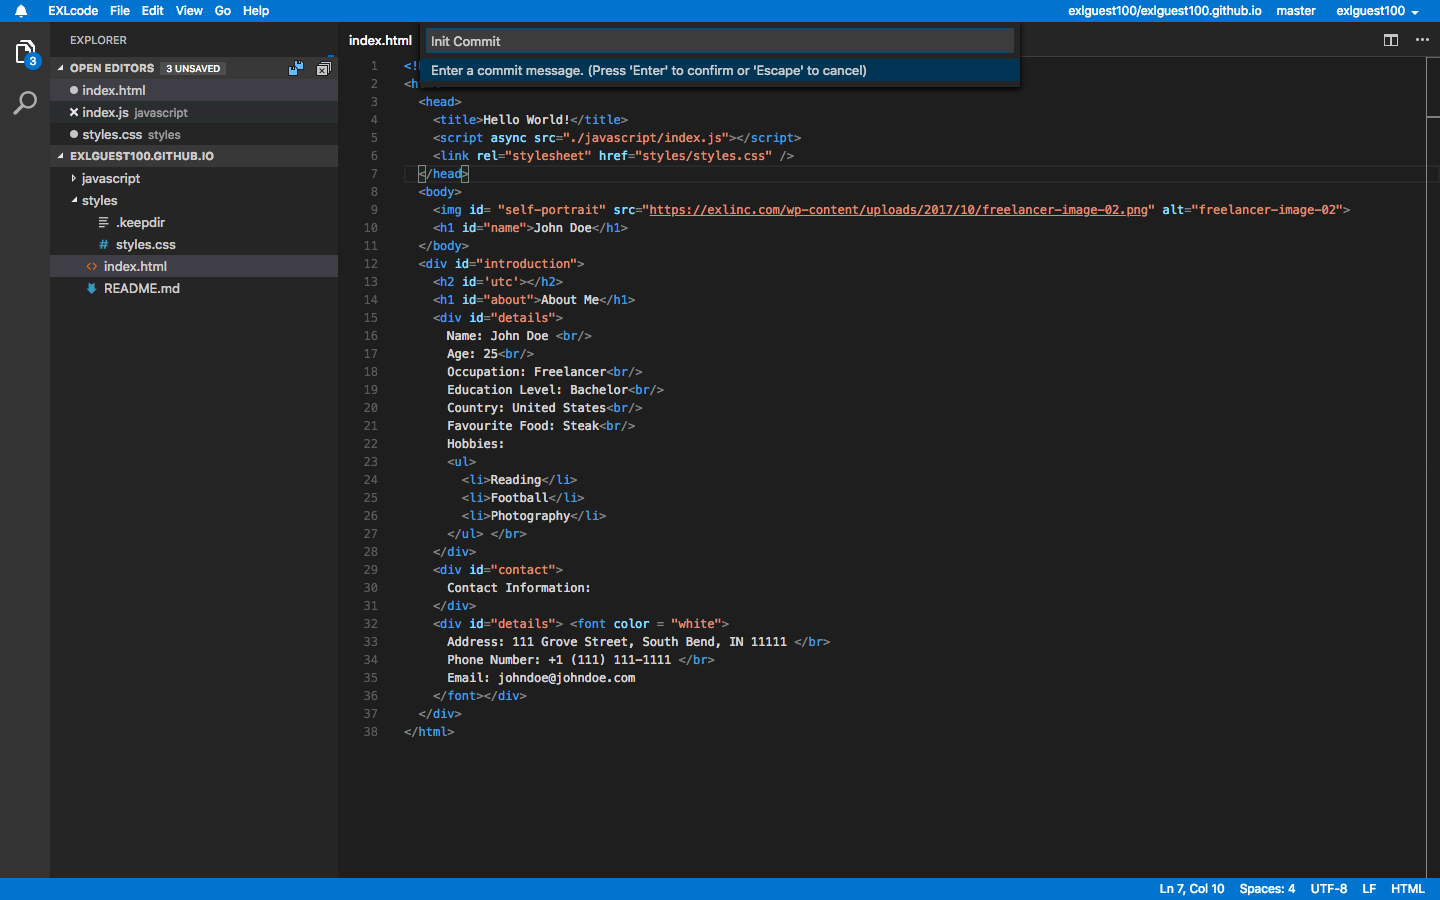 EXLcode File Edit View Go Help exlguest100/exlguest100.github.io master exlguest100
EXPLORER
3
OPEN EDITORS 3 UNSAVED
index.html
index.js javascript
styles.css styles
EXLGUEST100.GITHUB.IO
javascript
styles
.keepdir
# styles.css
<> index.html
README.md
index.html
Init Commit
Enter a commit message. (Press 'Enter' to confirm or 'Escape' to cancel)
1 <!
2 <h
3 <head>
4 <title>Hello World!</title>
5 <script async src="./javascript/index.js"></script>
6 <link rel="stylesheet" href="styles/styles.css" />
7 </head>
8 <body>
9 <img id= "self-portrait" src="https://exlinc.com/wp-content/uploads/2017/10/freelancer-image-02.png" alt="freelancer-image-02">
10 <h1 id="name">John Doe</h1>
11 </body>
12 <div id="introduction">
13 <h2 id='utc'></h2>
14 <h1 id="about">About Me</h1>
15 <div id="details">
16 Name: John Doe <br/>
17 Age: 25<br/>
18 Occupation: Freelancer<br/>
19 Education Level: Bachelor<br/>
20 Country: United States<br/>
21 Favourite Food: Steak<br/>
22 Hobbies:
23 <ul>
24 <li>Reading</li>
25 <li>Football</li>
26 <li>Photography</li>
27 </ul> </br>
28 </div>
29 <div id="contact">
30 Contact Information:
31 </div>
32 <div id="details"> <font color = "white">
33 Address: 111 Grove Street, South Bend, IN 11111 </br>
34 Phone Number: +1 (111) 111-1111 </br>
35 Email: johndoe@johndoe.com
36 </font></div>
37 </div>
38 </html>
Ln 7, Col 10 Spaces: 4 UTF-8 LF HTML